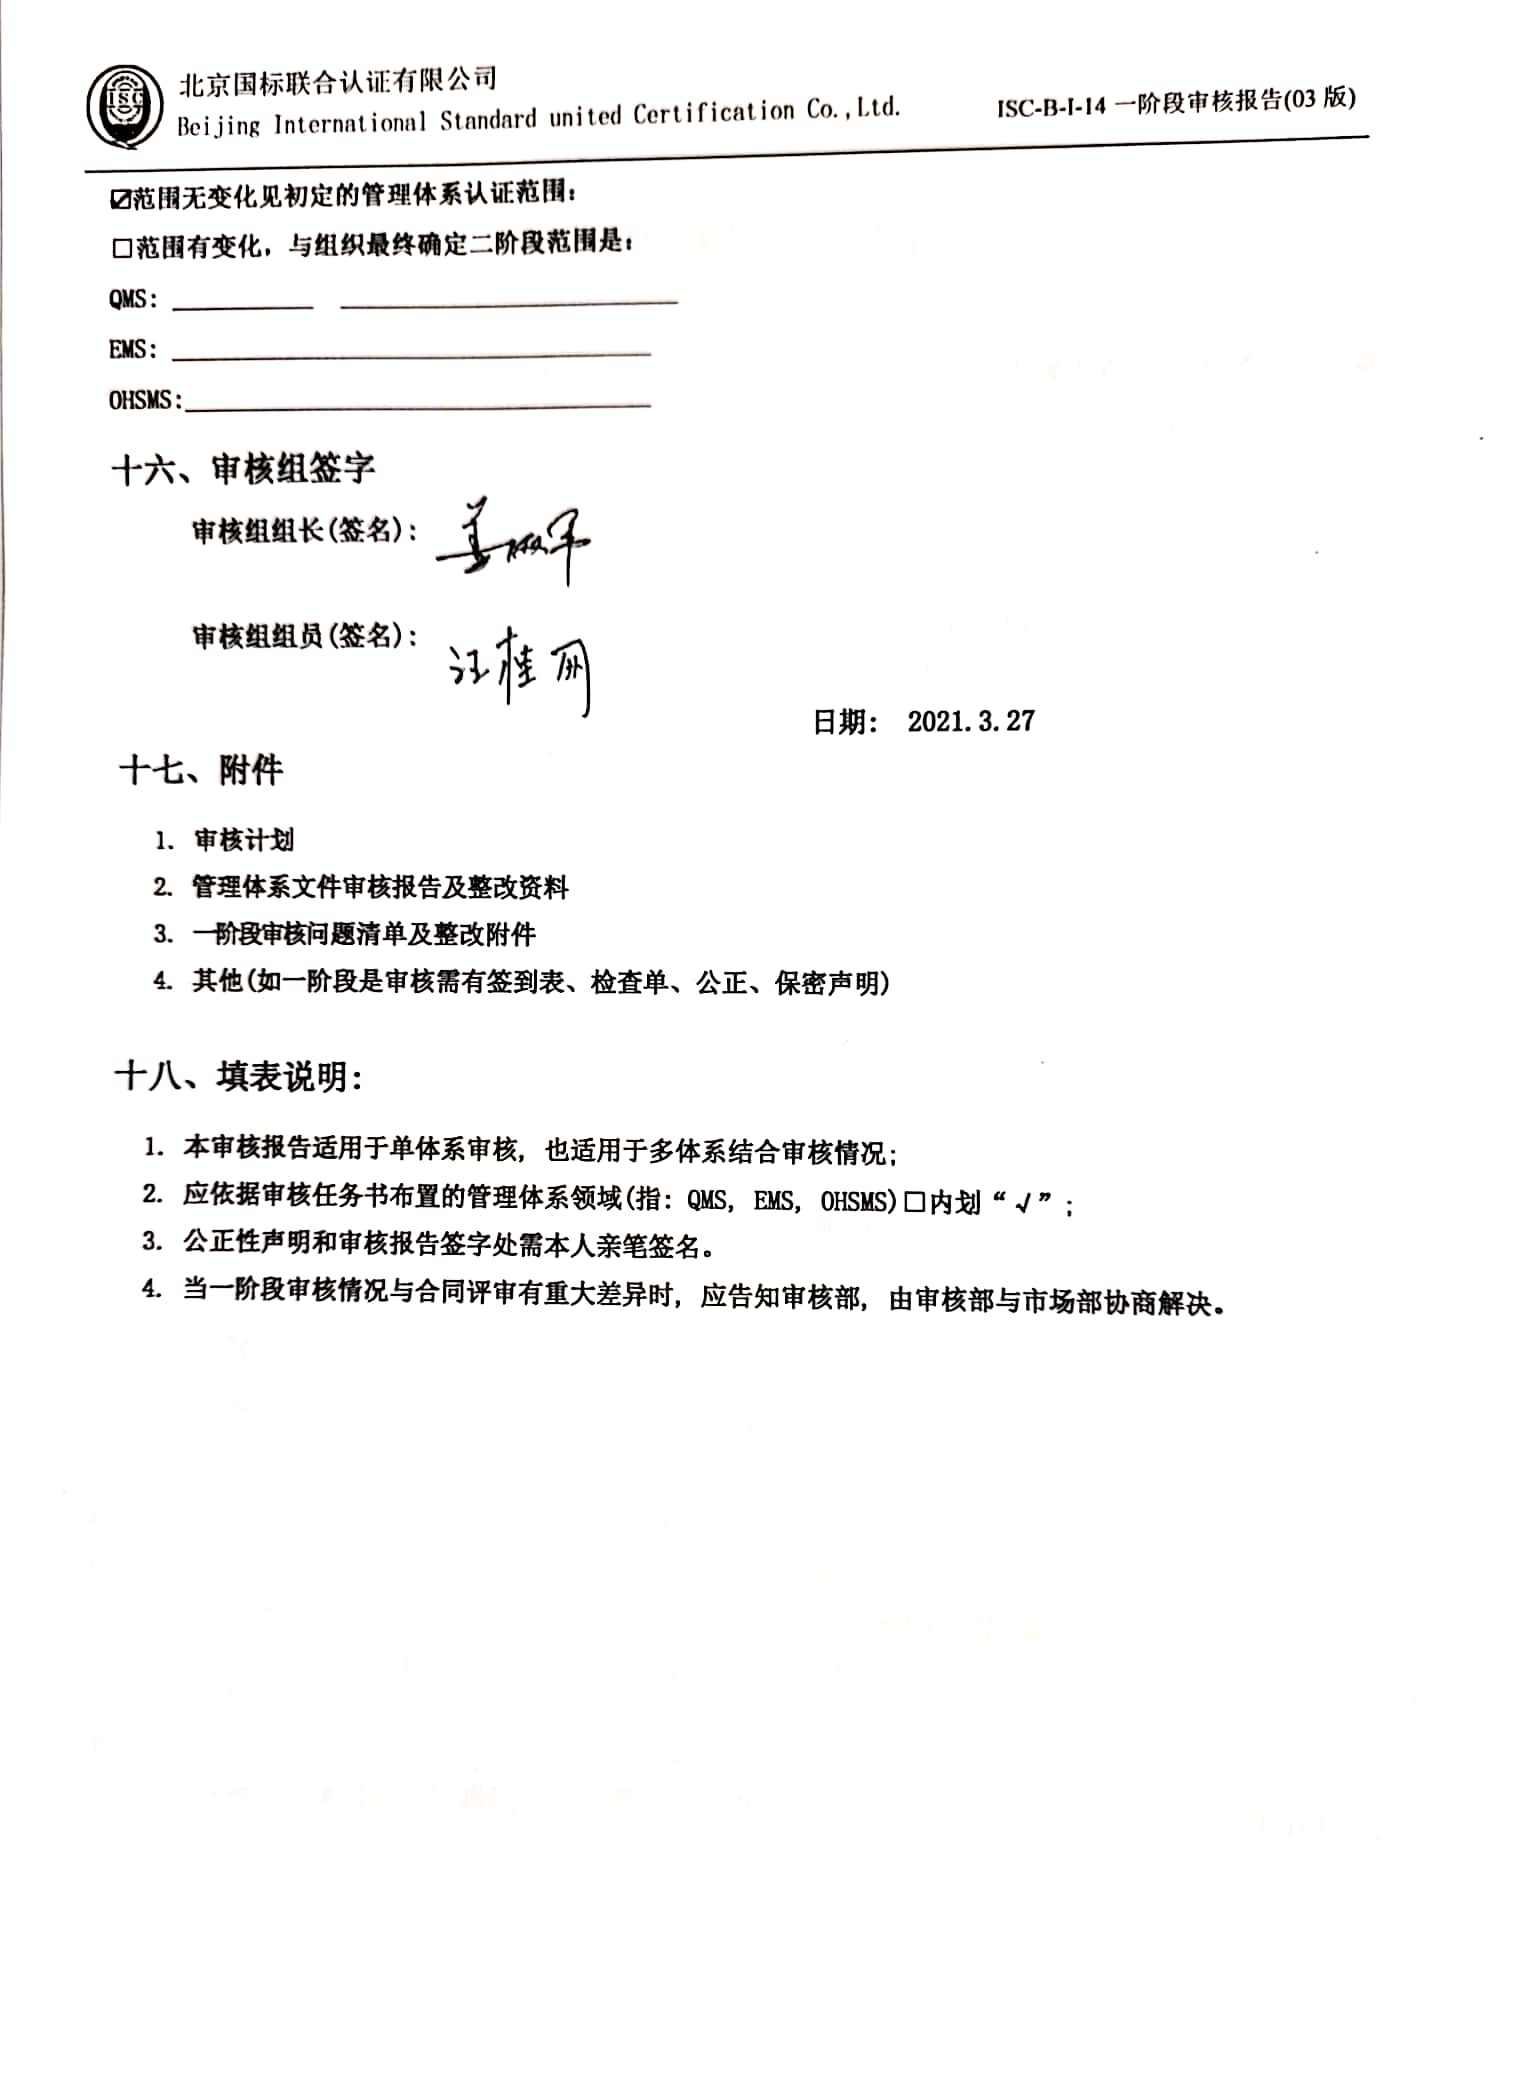 北京国标联合认证有限公司
Beijing International Standard united Certification Co.,Ltd.
ISC-B-I-14 一阶段审核报告(03 版)
ISC
☑范围无变化见初定的管理体系认证范围:
□范围有变化，与组织最终确定二阶段范围是:
QMS:
EMS:
OHSMS:
十六、审核组签字
审核组组长(签名): 姜海军
审核组组员(签名): 汪桂丽
日期: 2021.3.27
十七、附件
1. 审核计划
2. 管理体系文件审核报告及整改资料
3. 一阶段审核问题清单及整改附件
4. 其他(如一阶段是审核需有签到表、检查单、公正、保密声明)
十八、填表说明:
1. 本审核报告适用于单体系审核, 也适用于多体系结合审核情况;
2. 应依据审核任务书布置的管理体系领域(指: QMS, EMS, OHSMS)□内划“√”;
3. 公正性声明和审核报告签字处需本人亲笔签名。
4. 当一阶段审核情况与合同评审有重大差异时, 应告知审核部, 由审核部与市场部协商解决。